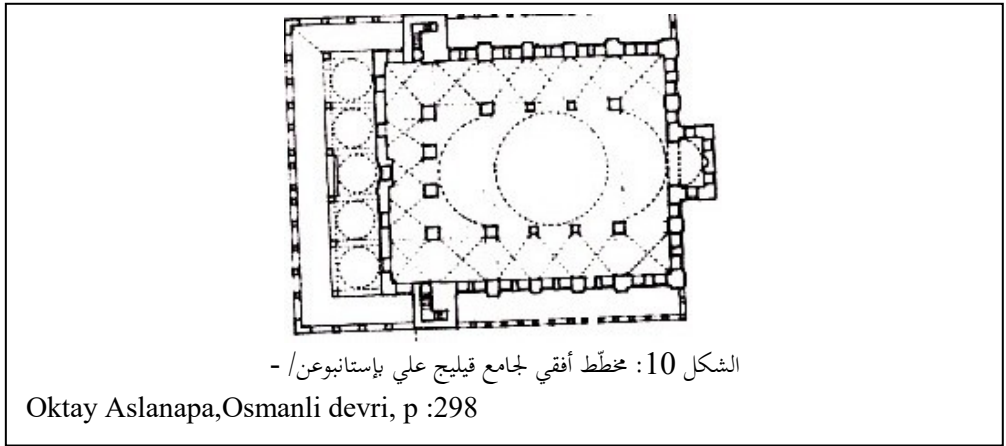 الشكل 10: مخطّط أفقي لجامع قيليج علي بإستانبوعن/ -
Oktay Aslanapa,Osmanli devri, p :298